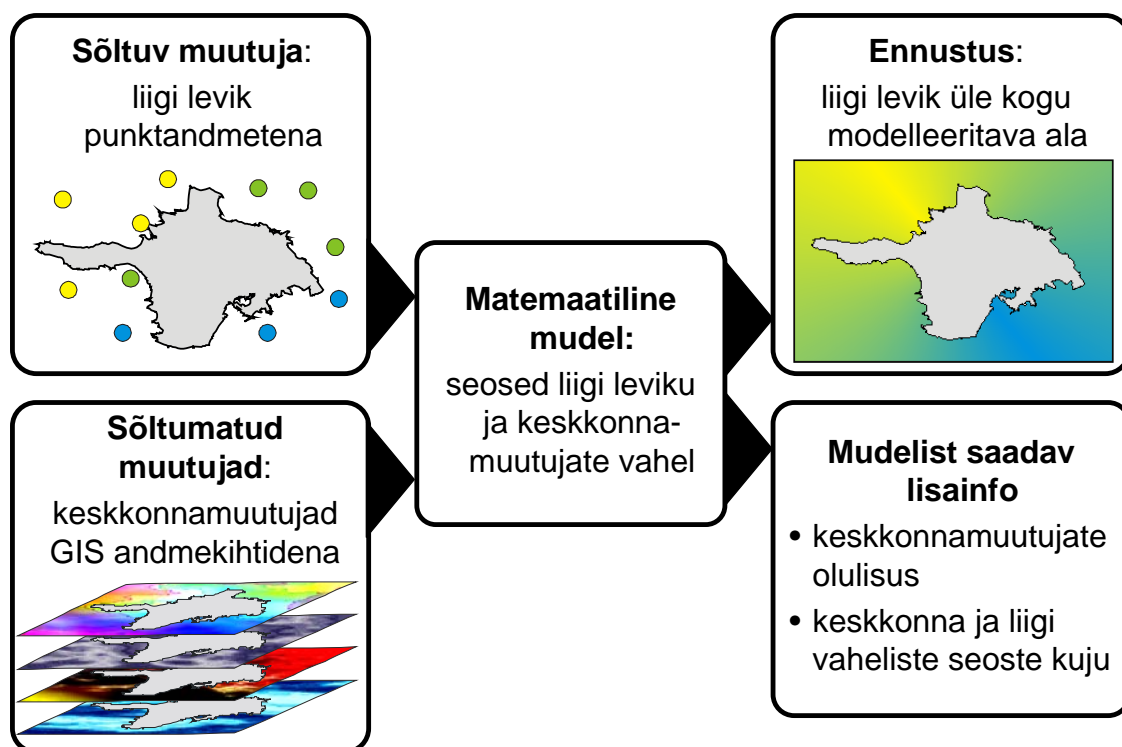 Sõltuv muutuja:
liigi levik
punktandmetena
Sõltumatud
muutujad:
keskkonnamuutujad
GIS andmekihtidena
Matemaatiline
mudel:
seosed liigi leviku
ja keskkonna-
muutujate vahel
Ennustus:
liigi levik üle kogu
modelleeritava ala
Mudelist saadav
lisainfo
• keskkonnamuutujate
olulisus
• keskkonna ja liigi
vaheliste seoste kuju